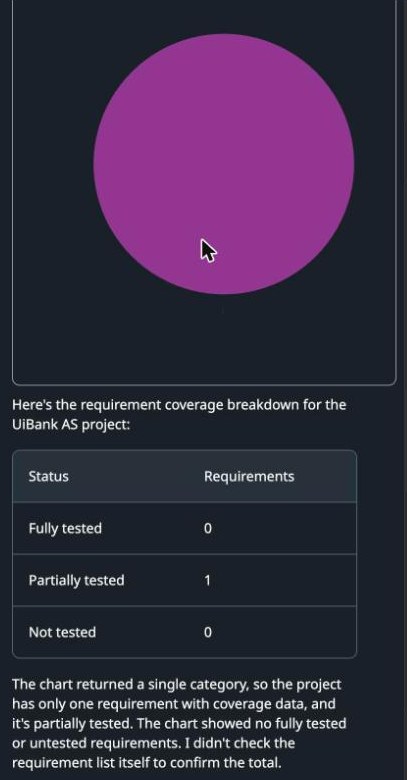 Here's the requirement coverage breakdown for the
UiBank AS project:
Status Requirements
Fully tested 0
Partially tested 1
Not tested 0
The chart returned a single category, so the project
has only one requirement with coverage data, and
it's partially tested. The chart showed no fully tested
or untested requirements. I didn't check the
requirement list itself to confirm the total.